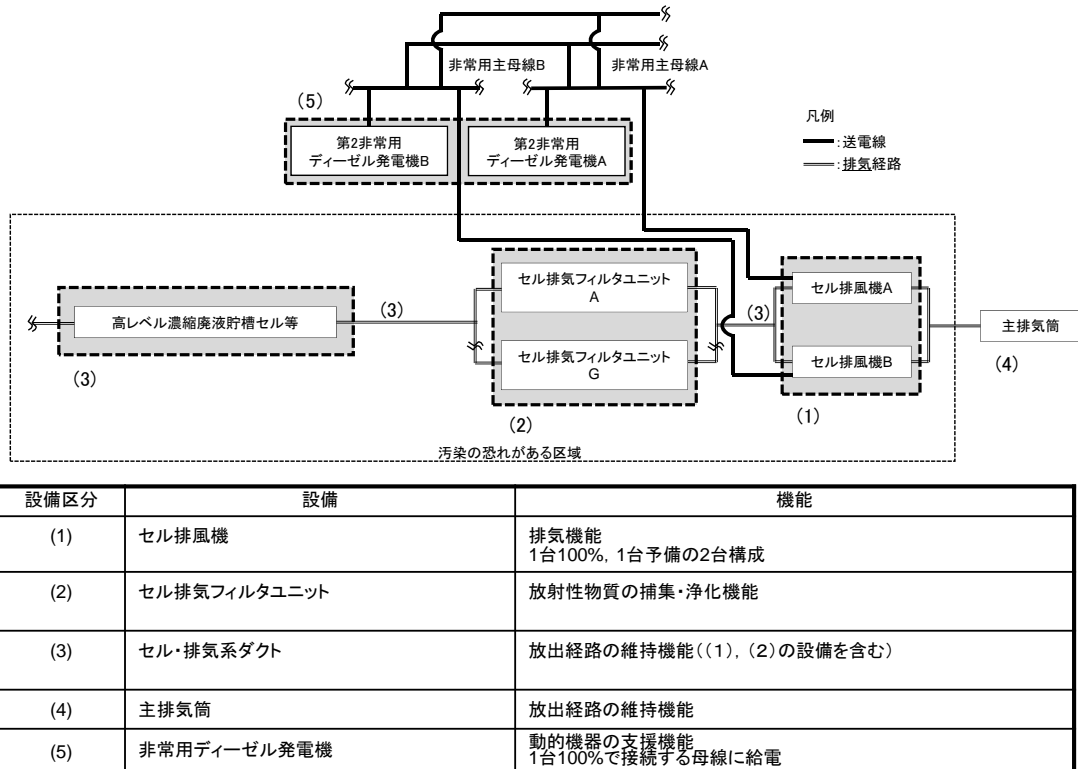 非常用主母線B
非常用主母線A
(5)
第2非常用
ディーゼル発電機B
第2非常用
ディーゼル発電機A
凡例
:送電線
:排気経路
セル排気フィルタユニット
A
セル排風機A
高レベル濃縮廃液貯槽セル等
(3)
(3)
主排気筒
セル排気フィルタユニット
G
セル排風機B
(3)
(4)
(2)
(1)
汚染の恐れがある区域
設備区分 設備 機能
(1) セル排風機 排気機能
1台100%, 1台予備の2台構成
(2) セル排気フィルタユニット 放射性物質の捕集・浄化機能
(3) セル・排気系ダクト 放出経路の維持機能((1), (2)の設備を含む)
(4) 主排気筒 放出経路の維持機能
(5) 非常用ディーゼル発電機 動的機器の支援機能
1台100%で接続する母線に給電